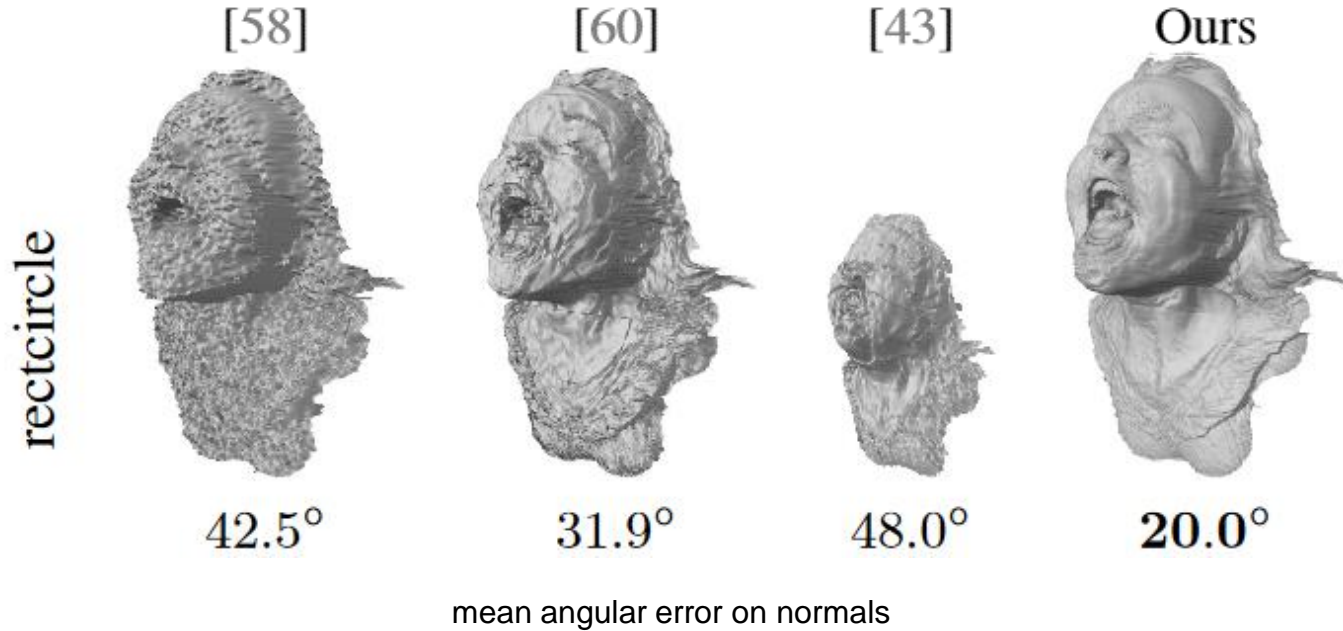 [58] [60] [43] Ours
rectcircle
42.5° 31.9° 48.0° 20.0°
mean angular error on normals